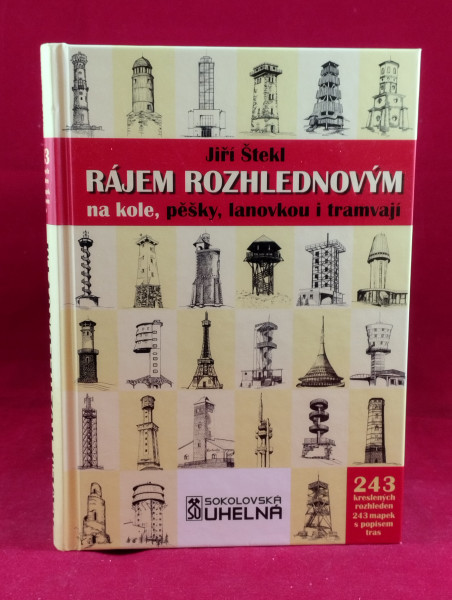 Jiří Štekl
RÁJEM ROZHLEDNOVÝM
na kole, pěšky, lanovkou i tramvají
SOKOLOVSKÁ
UHELNÁ
243
kreslených
rozhleden
243 mapek
s popisem
tras